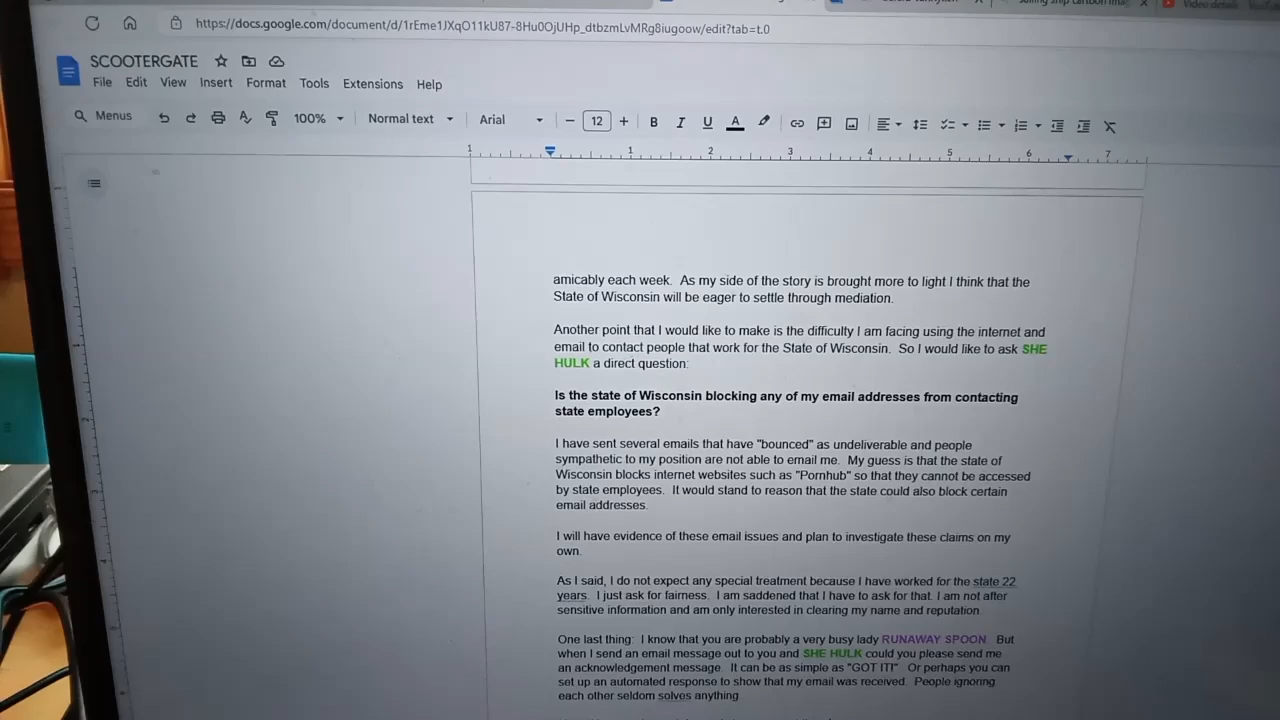 https://docs.google.com/document/d/1rEme1JXqO11kU87-8Hu0OjUHp_dtbzmLvMRg8iugoow/edit?tab=t.0
SCOOTERGATE
File Edit View Insert Format Tools Extensions Help
Menus 100% Normal text Arial 12 B I U A
1 1 2 3 4 5 6 7
amicably each week. As my side of the story is brought more to light I think that the
State of Wisconsin will be eager to settle through mediation.
Another point that I would like to make is the difficulty I am facing using the internet and
email to contact people that work for the State of Wisconsin. So I would like to ask SHE
HULK a direct question:
Is the state of Wisconsin blocking any of my email addresses from contacting
state employees?
I have sent several emails that have "bounced" as undeliverable and people
sympathetic to my position are not able to email me. My guess is that the state of
Wisconsin blocks internet websites such as "Pornhub" so that they cannot be accessed
by state employees. It would stand to reason that the state could also block certain
email addresses.
I will have evidence of these email issues and plan to investigate these claims on my
own.
As I said, I do not expect any special treatment because I have worked for the state 22
years. I just ask for fairness. I am saddened that I have to ask for that. I am not after
sensitive information and am only interested in clearing my name and reputation.
One last thing: I know that you are probably a very busy lady RUNAWAY SPOON. But
when I send an email message out to you and SHE HULK could you please send me
an acknowledgement message. It can be as simple as "GOT IT!" Or perhaps you can
set up an automated response to show that my email was received. People ignoring
each other seldom solves anything